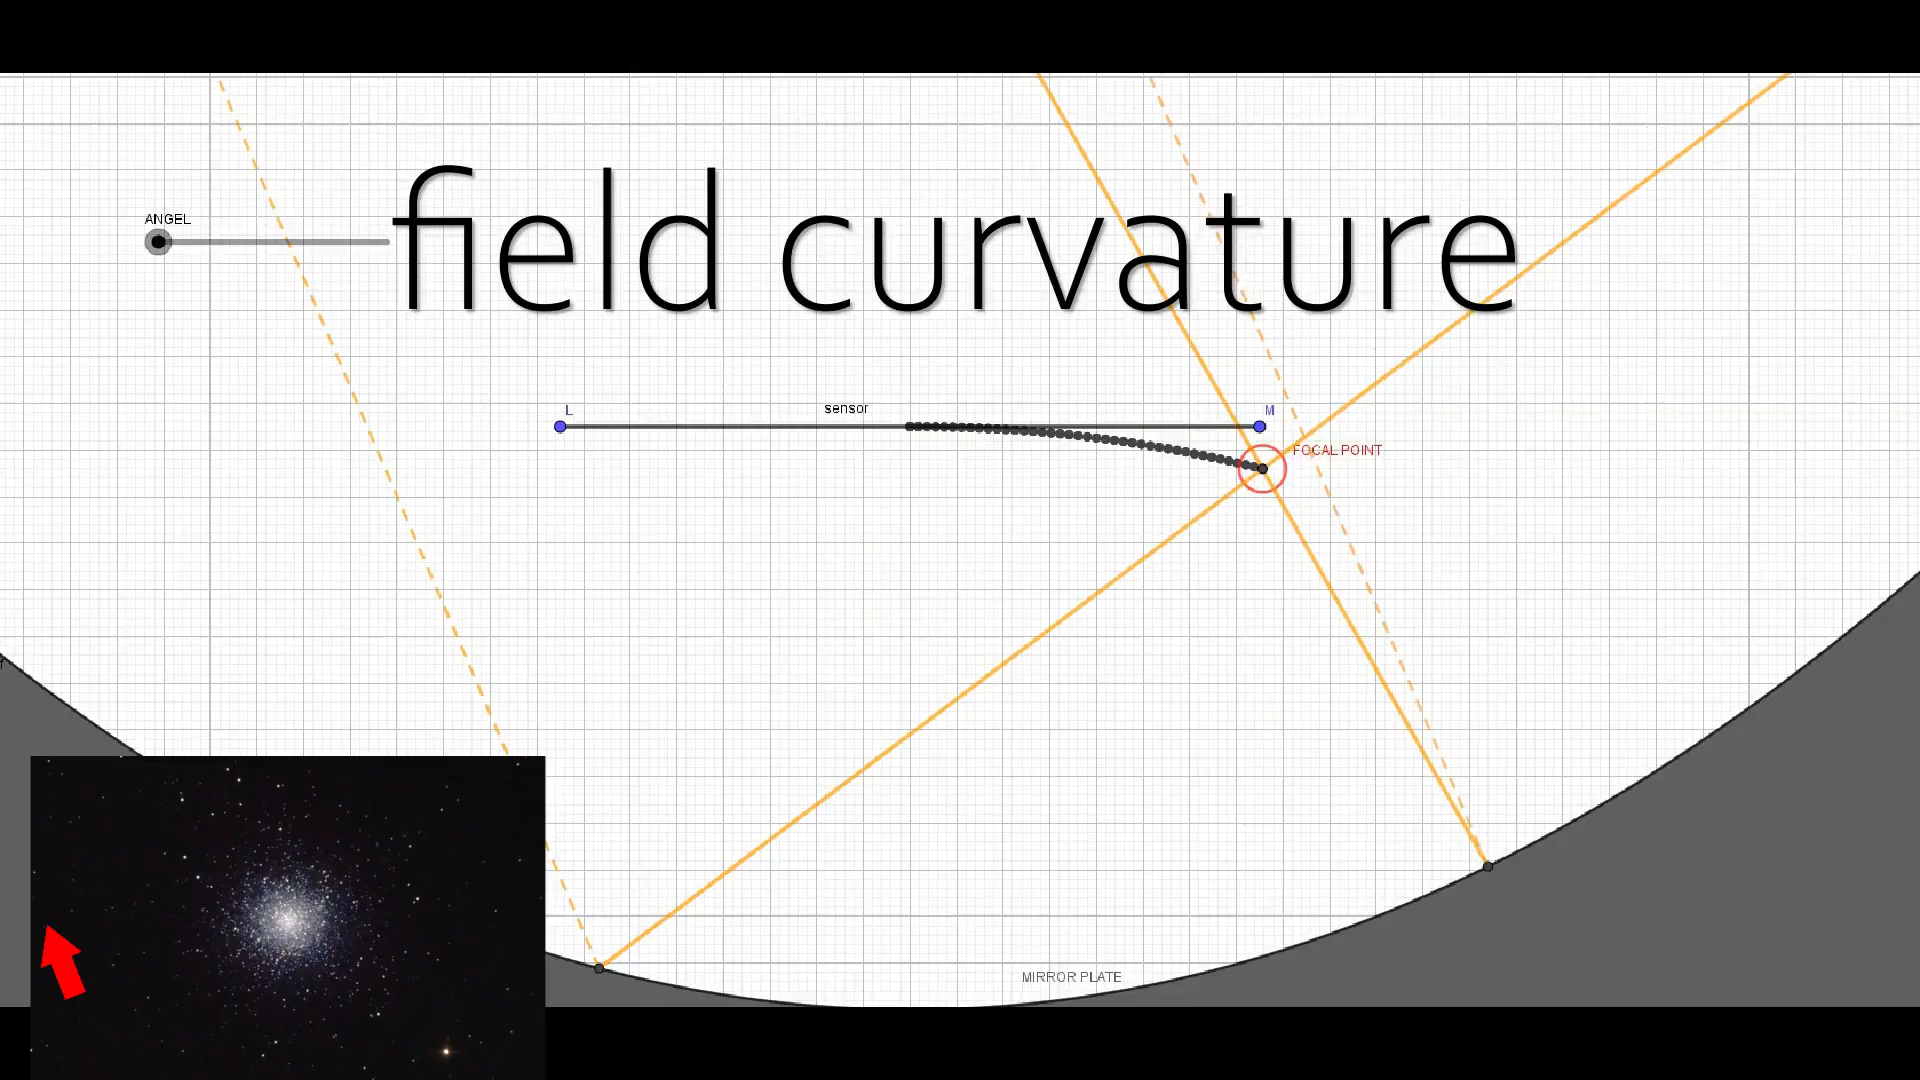 ANGEL
field curvature
L
sensor
M
FOCAL POINT
MIRROR PLATE